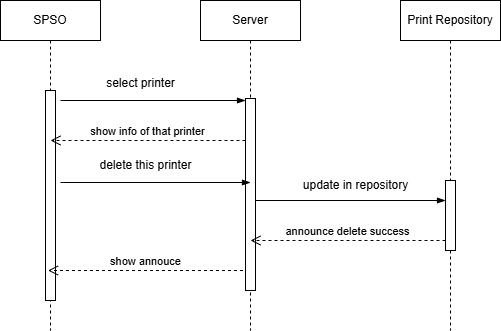 SPSO
Server
Print Repository
select printer
show info of that printer
delete this printer
update in repository
announce delete success
show annouce